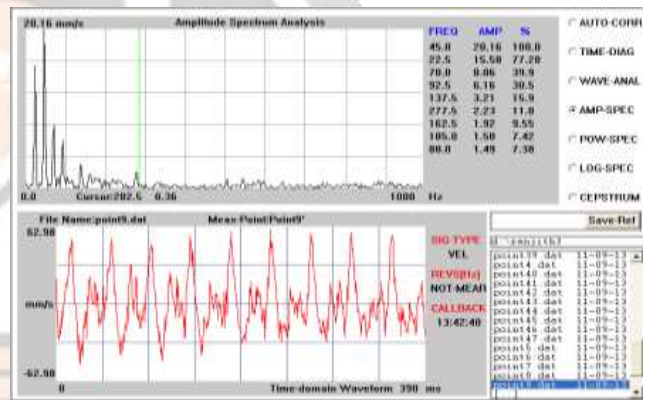 20.16 mm/s Amplitude Spectrum Analysis
FREQ AMP %
45.0 20.16 100.0
22.5 15.58 77.28
70.0 8.06 39.9
92.5 6.16 30.5
137.5 3.21 15.9
277.5 2.23 11.0
162.5 1.92 9.55
185.0 1.50 7.42
80.0 1.49 7.38
0.0 Cursor:282.5 0.36 1000 Hz
AUTO-CORR
TIME-DIAG
WAVE-ANAL
AMP-SPEC
POW-SPEC
LOG-SPEC
CEPSTRUM
File Name:point9.dat Meas-Point:Point9'
62.98
mm/s
-62.98
0 Time-domain Waveform 390 ms
SIG-TYPE
VEL
REVS(Hz)
NOT-MEAR
CALLBACK
13:42:40
Save-Ref
point39.dat 11-09-13
point4.dat 11-09-13
point40.dat 11-09-13
point41.dat 11-09-13
point42.dat 11-09-13
point43.dat 11-09-13
point44.dat 11-09-13
point45.dat 11-09-13
point46.dat 11-09-13
point47.dat 11-09-13
point5.dat 11-09-13
point6.dat 11-09-13
point7.dat 11-09-13
point8.dat 11-09-13
point9.dat 11-09-13